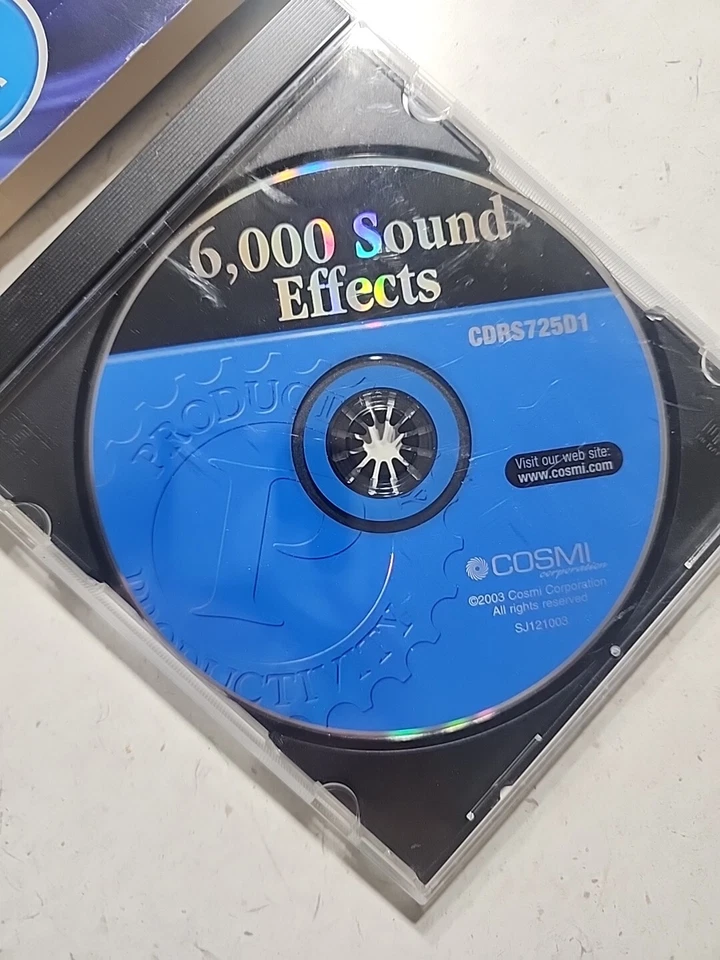 6,000 Sound
Effects
CDRS725D1
Visit our web site:
www.cosmi.com
COSMI
corporation
©2003 Cosmi Corporation
All rights reserved
SJ121003
P